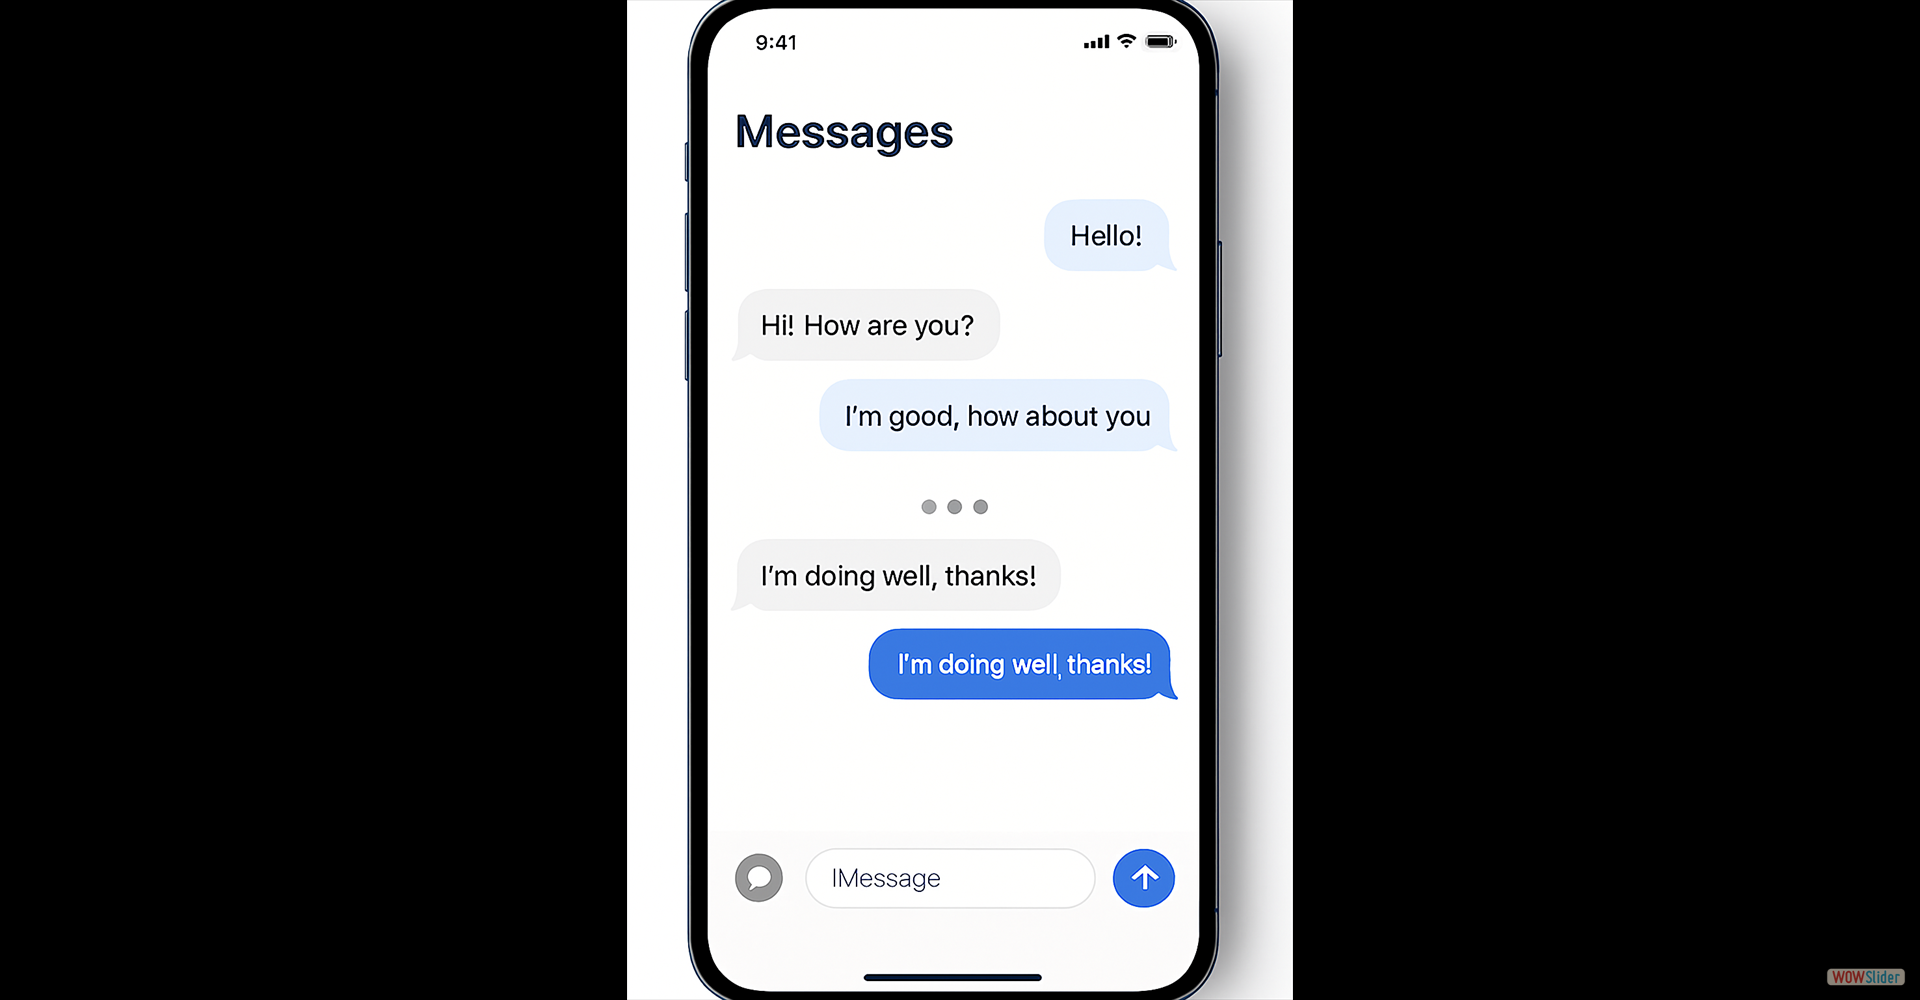 9:41
Messages
Hello!
Hi! How are you?
I’m good, how about you
I’m doing well, thanks!
I'm doing well, thanks!
IMessage
WOWSlider